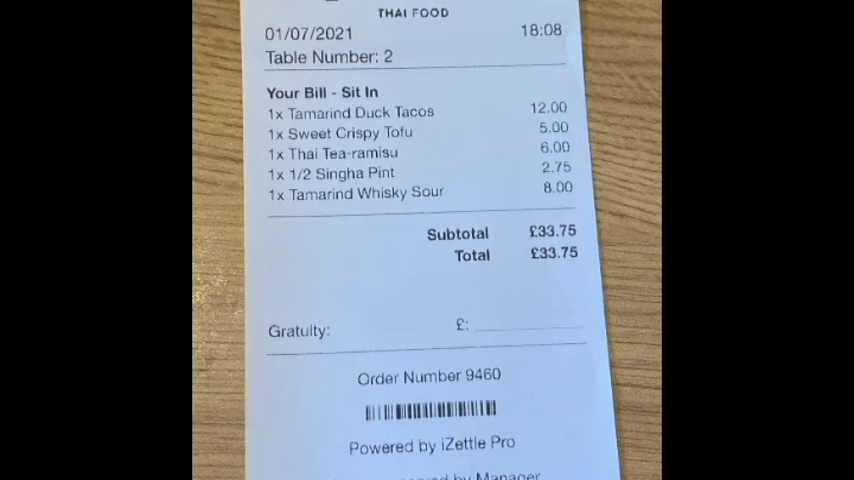 THAI FOOD
01/07/2021 18:08
Table Number: 2
Your Bill - Sit In
1x Tamarind Duck Tacos 12.00
1x Sweet Crispy Tofu 5.00
1x Thai Tea-ramisu 6.00
1x 1/2 Singha Pint 2.75
1x Tamarind Whisky Sour 8.00
Subtotal £33.75
Total £33.75
Gratuity: £:
Order Number 9460
Powered by iZettle Pro
by Manager